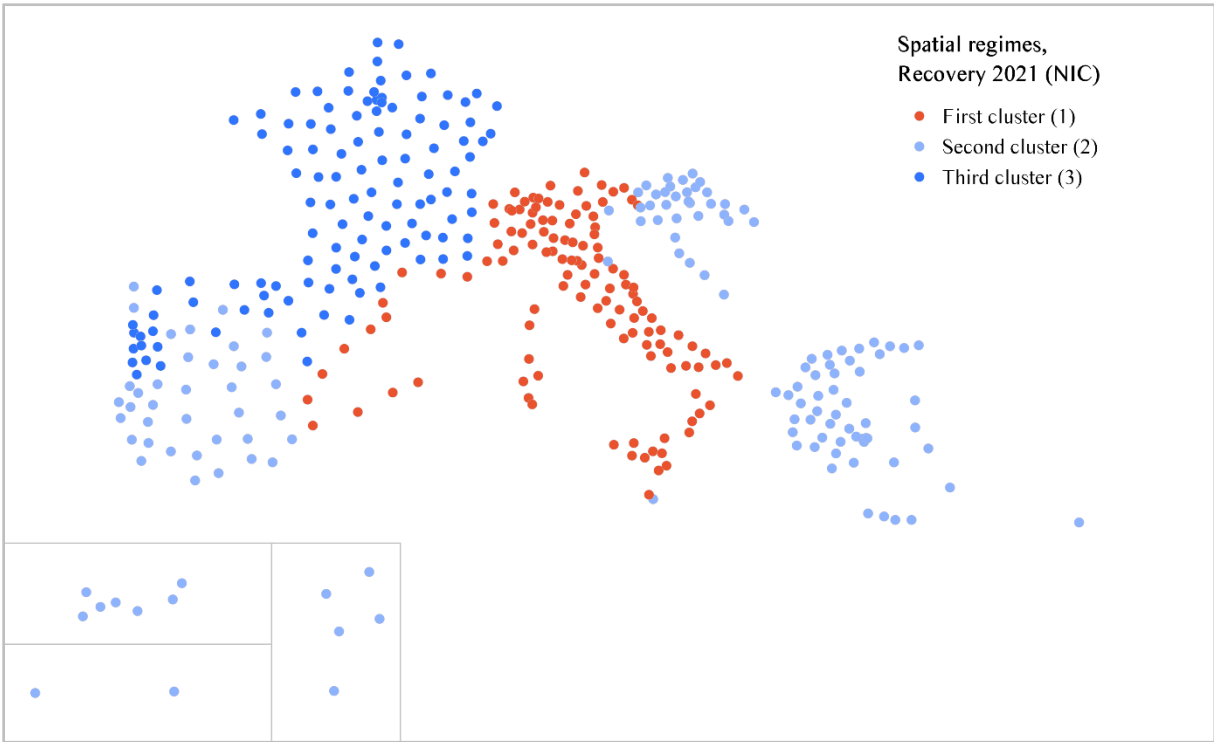 Spatial regimes,
Recovery 2021 (NIC)
First cluster (1)
Second cluster (2)
Third cluster (3)